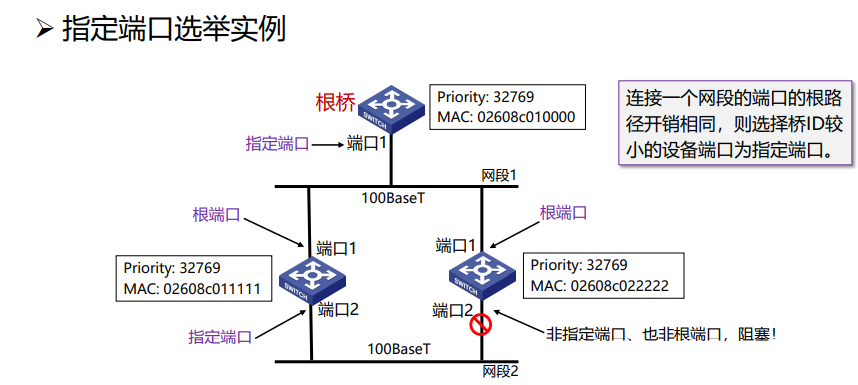 ➢ 指定端口选举实例
根桥
SWITCH
Priority: 32769
MAC: 02608c010000
连接一个网段的端口的根路
径开销相同，则选择桥ID较
小的设备端口为指定端口。
指定端口
端口1
网段1
100BaseT
根端口
根端口
端口1
端口1
Priority: 32769
MAC: 02608c011111
SWITCH
SWITCH
Priority: 32769
MAC: 02608c022222
端口2
端口2
指定端口
非指定端口、也非根端口，阻塞！
100BaseT
网段2